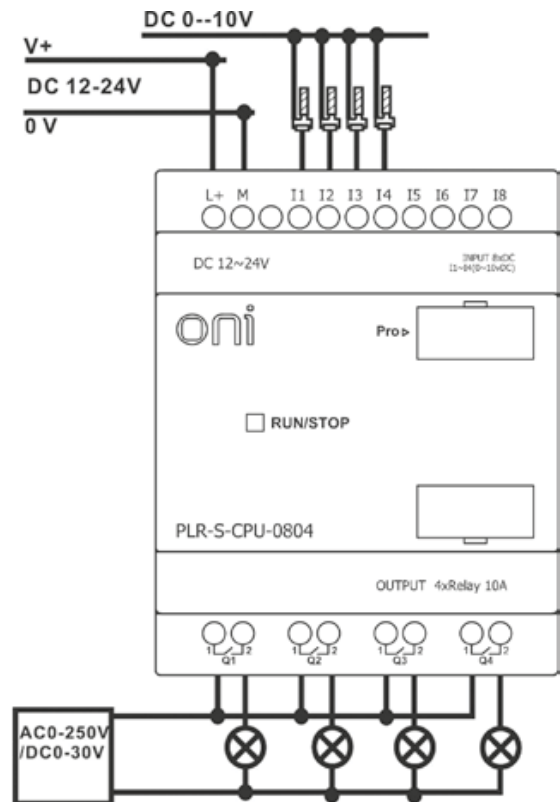 DC 0--10V
V+
DC 12-24V
0 V
L+ M I1 I2 I3 I4 I5 I6 I7 I8
DC 12~24V
INPUT 8xDC
I1~I4(0~10vDC)
oni
Pro
RUN/STOP
PLR-S-CPU-0804
OUTPUT 4xRelay 10A
1 2 1 2 1 2 1 2
Q1 Q2 Q3 Q4
AC0-250V
/DC0-30V